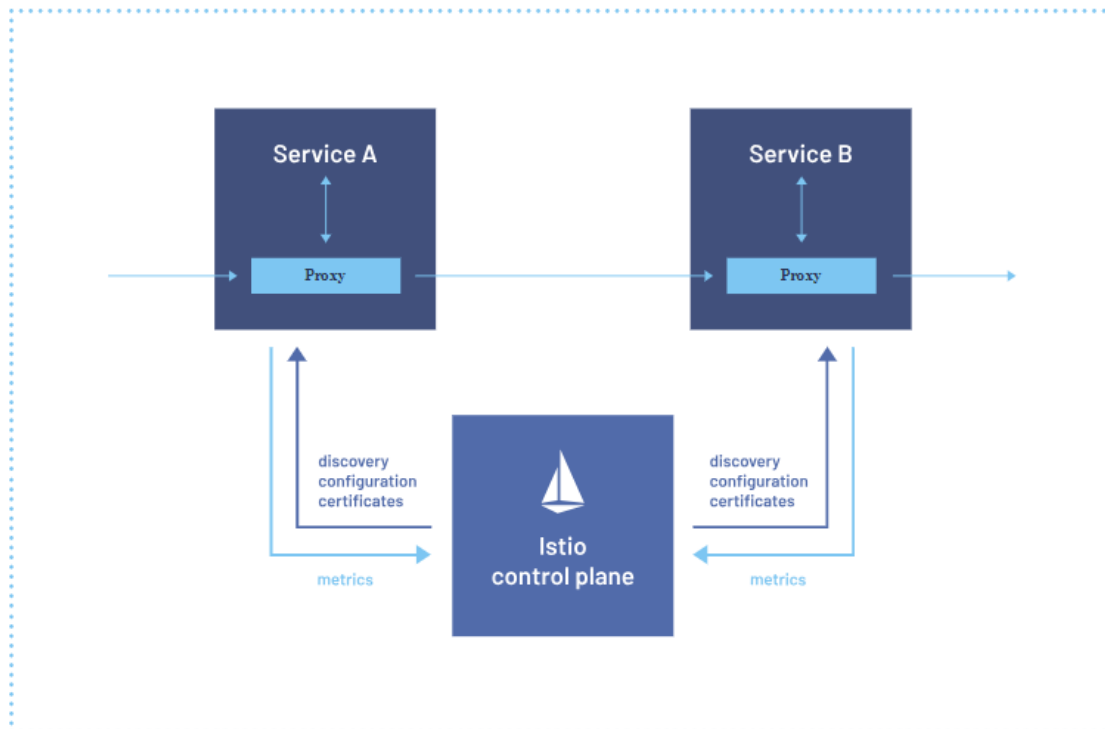 Service A
Service B
Proxy
Proxy
discovery
configuration
certificates
discovery
configuration
certificates
Istio
control plane
metrics
metrics